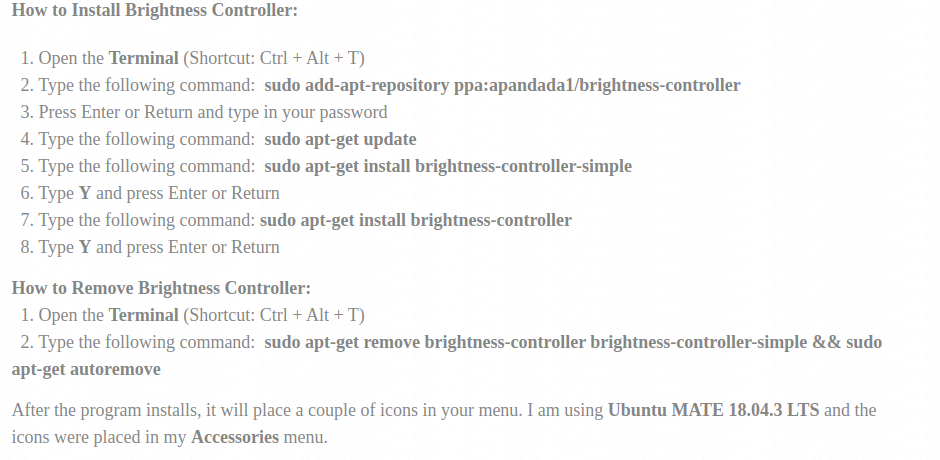 How to Install Brightness Controller:
1. Open the Terminal (Shortcut: Ctrl + Alt + T)
2. Type the following command:  sudo add-apt-repository ppa:apandada1/brightness-controller
3. Press Enter or Return and type in your password
4. Type the following command:  sudo apt-get update
5. Type the following command:  sudo apt-get install brightness-controller-simple
6. Type Y and press Enter or Return
7. Type the following command: sudo apt-get install brightness-controller
8. Type Y and press Enter or Return
How to Remove Brightness Controller:
1. Open the Terminal (Shortcut: Ctrl + Alt + T)
2. Type the following command:  sudo apt-get remove brightness-controller brightness-controller-simple && sudo
apt-get autoremove
After the program installs, it will place a couple of icons in your menu. I am using Ubuntu MATE 18.04.3 LTS and the
icons were placed in my Accessories menu.